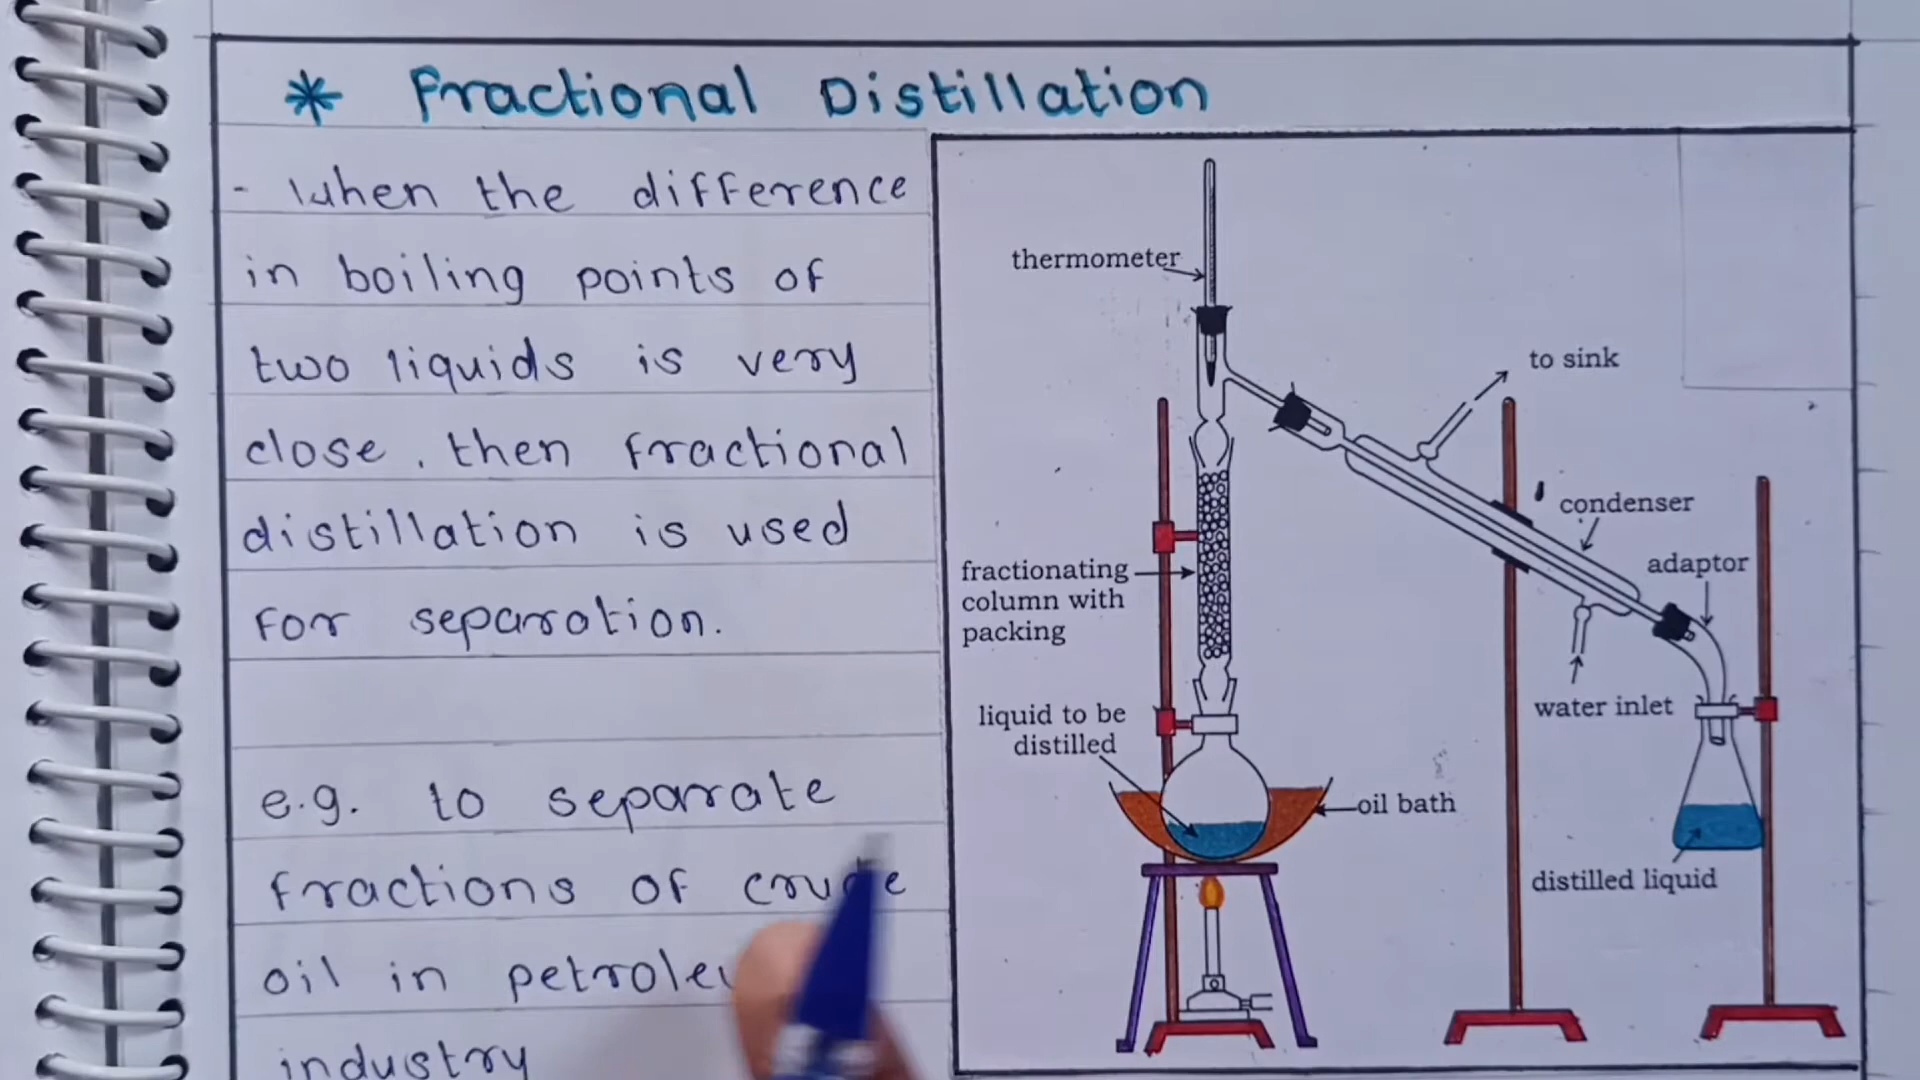 * Fractional Distillation
- When the difference
in boiling points of
two liquids is very
close, then fractional
distillation is used
for separation.
e.g. to separate
fractions of crude
oil in
industry
thermometer
to sink
condenser
adaptor
fractionating
column with
packing
water inlet
liquid to be
distilled
oil bath
distilled liquid